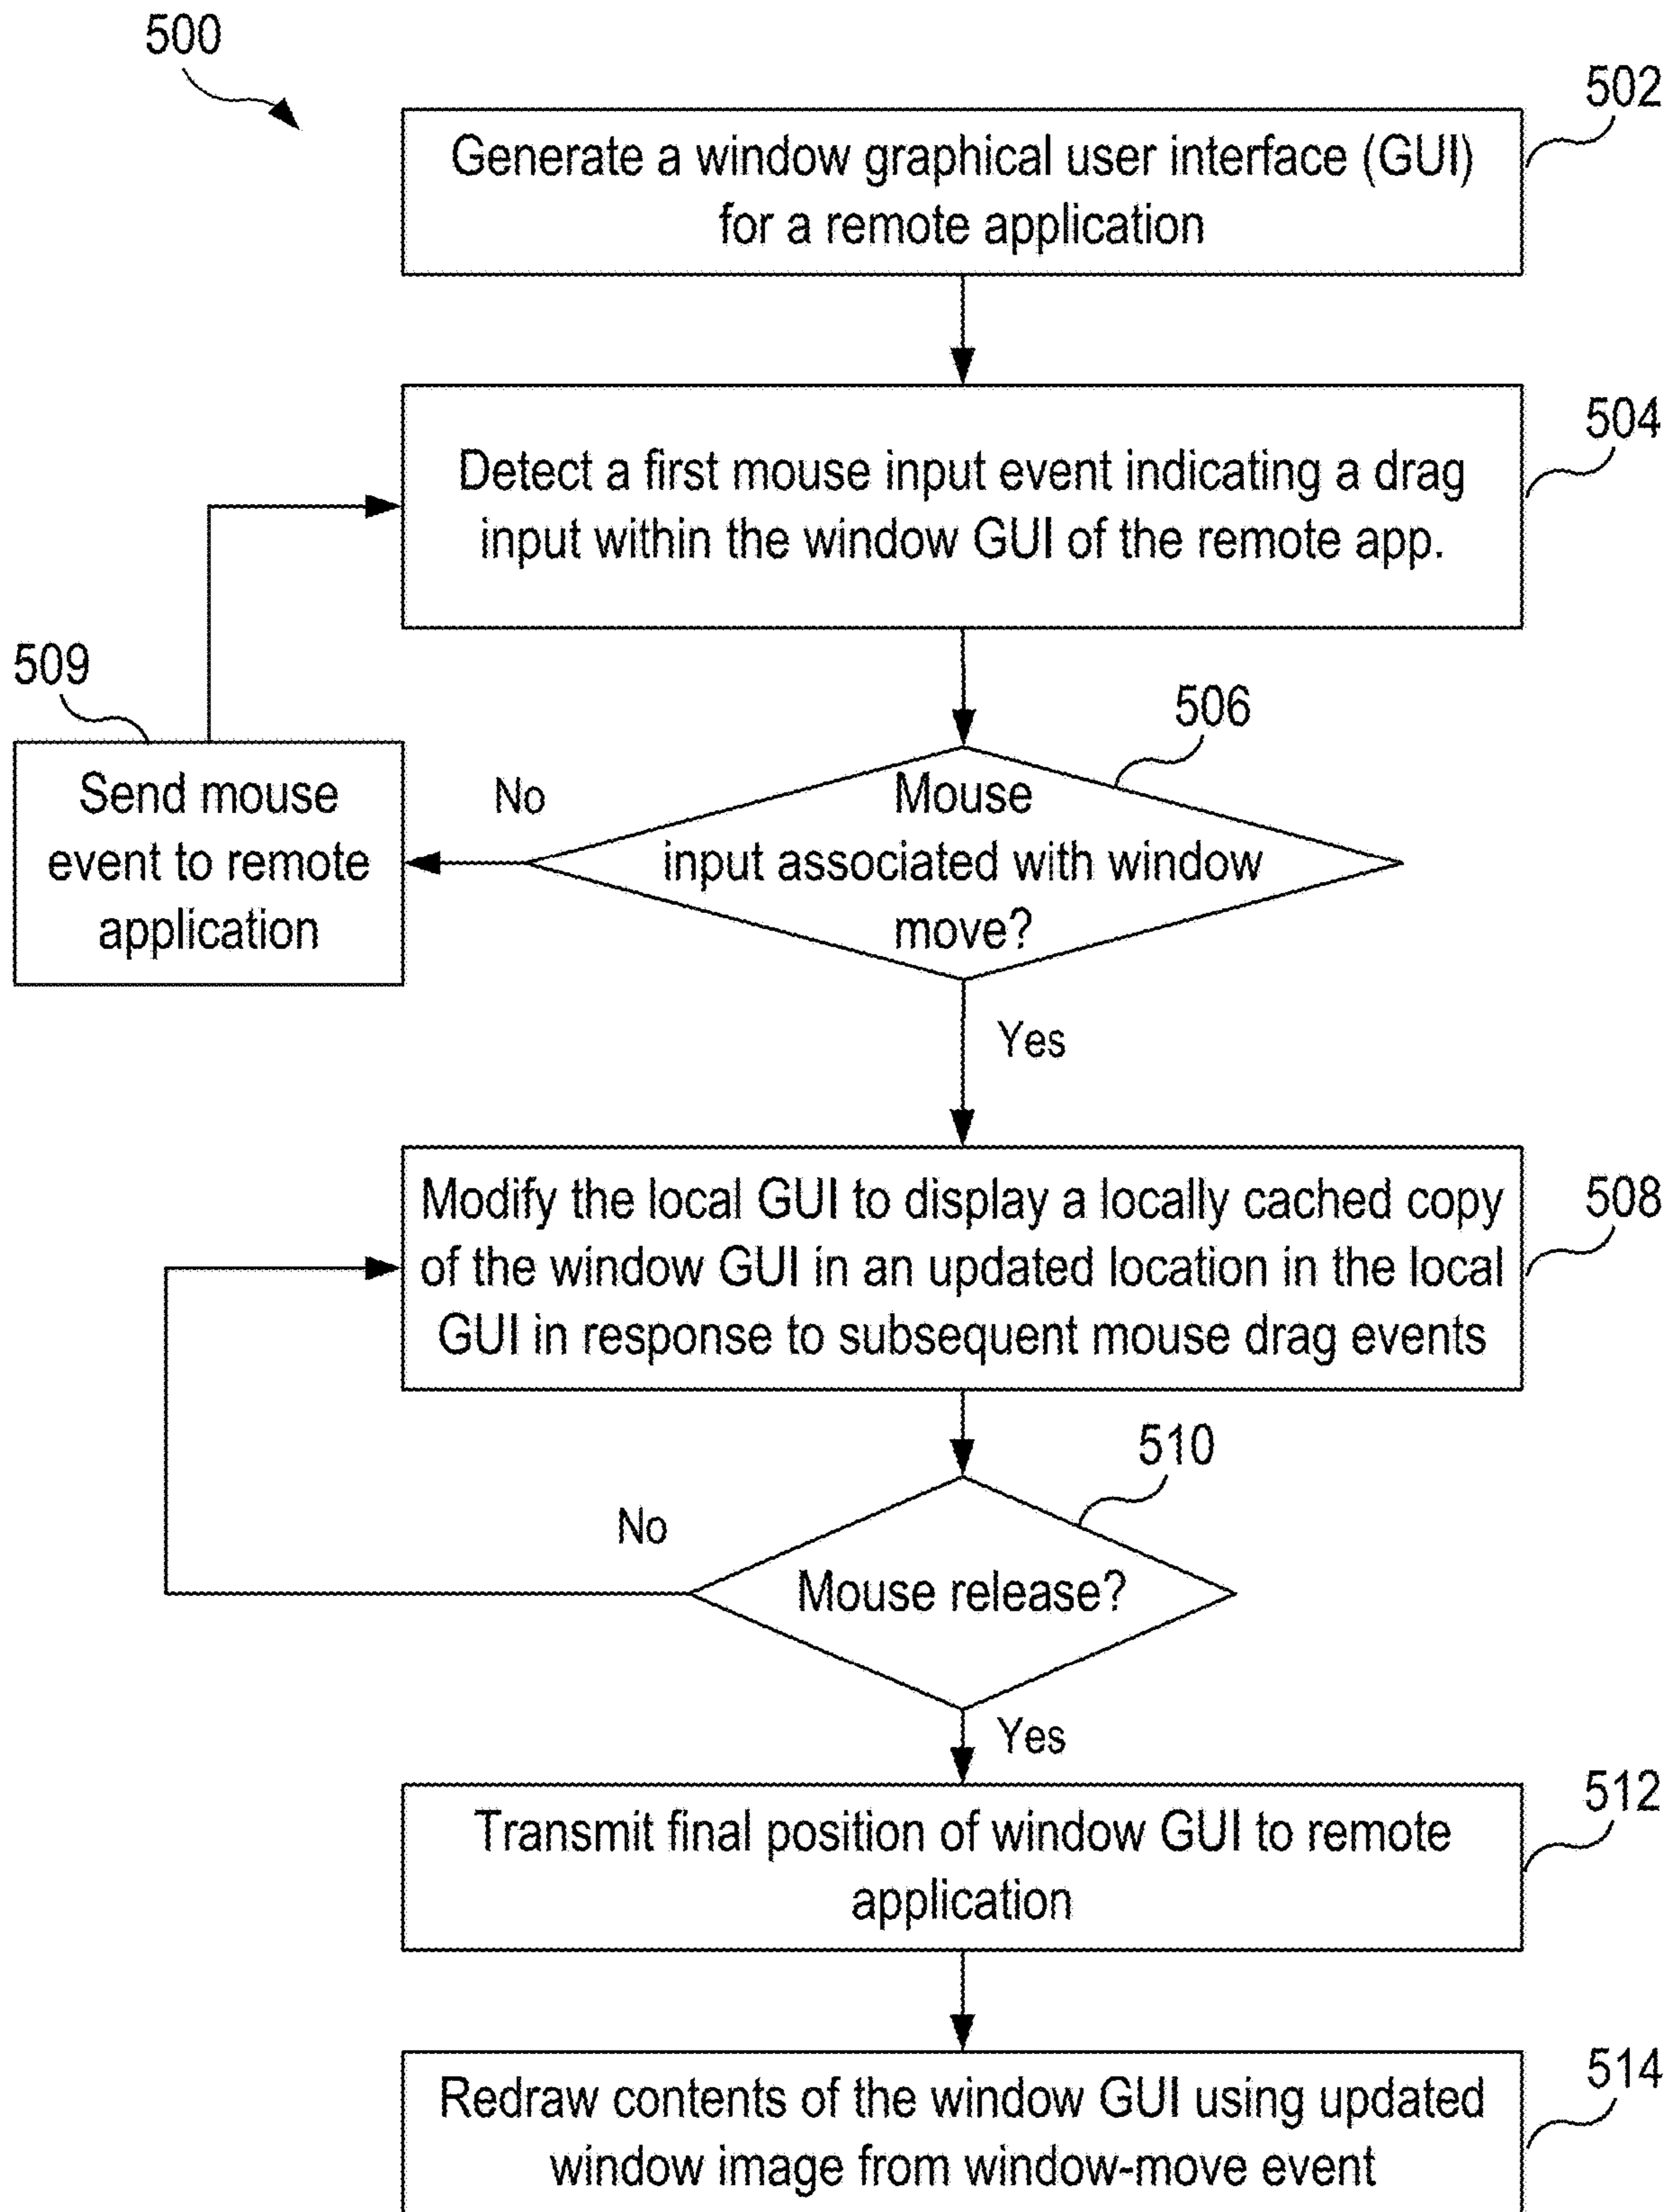 500
502
Generate a window graphical user interface (GUI)
for a remote application
504
Detect a first mouse input event indicating a drag
input within the window GUI of the remote app.
509
Send mouse
event to remote
application
No
506
Mouse
input associated with window
move?
Yes
508
Modify the local GUI to display a locally cached copy
of the window GUI in an updated location in the local
GUI in response to subsequent mouse drag events
510
No
Mouse release?
Yes
512
Transmit final position of window GUI to remote
application
514
Redraw contents of the window GUI using updated
window image from window-move event